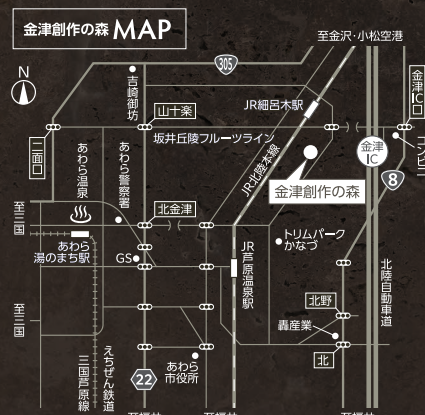 金津創作の森 MAP
至金沢・小松空港
N
305
吉崎御坊
山十楽
JR細呂木駅
金津IC口
二面口
あわら温泉
あわら警察署
坂井丘陵フルーツライン
JR北陸本線
金津
IC
コンビニ
8
金津創作の森
至三国
北金津
トリムパーク
かなづ
あわら
湯のまち駅
GS
JR芦原温泉駅
北陸自動車道
至三国
北野
轟産業
北
えちぜん鉄道
三国芦原線
22
あわら
市役所